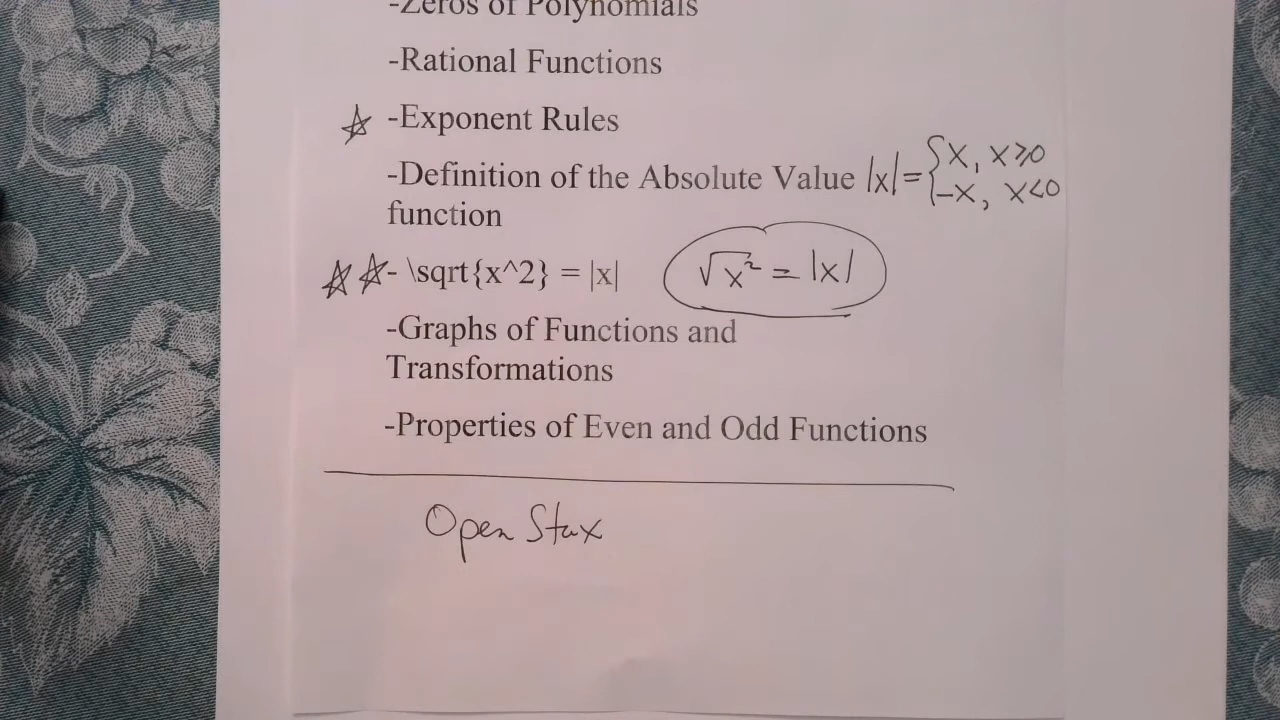 -Zeros of Polynomials
-Rational Functions
☆ -Exponent Rules
-Definition of the Absolute Value |x| = { x, x≥0
function { -x, x<0
☆☆- \sqrt{x^2} = |x| √x² = |x|
-Graphs of Functions and
Transformations
-Properties of Even and Odd Functions
Open Stax